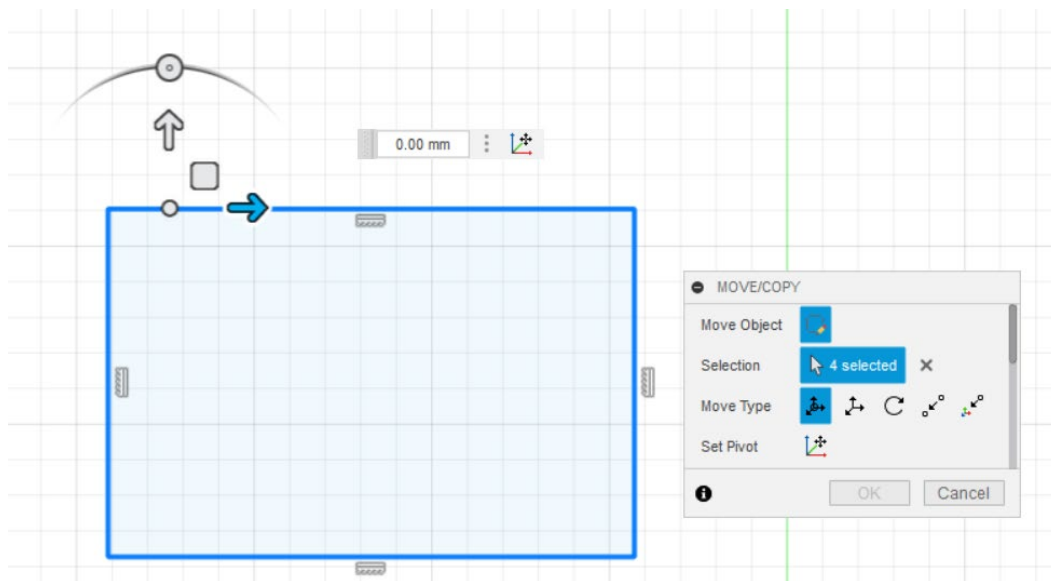 0.00 mm
MOVE/COPY
Move Object
Selection 4 selected
Move Type
Set Pivot
OK Cancel